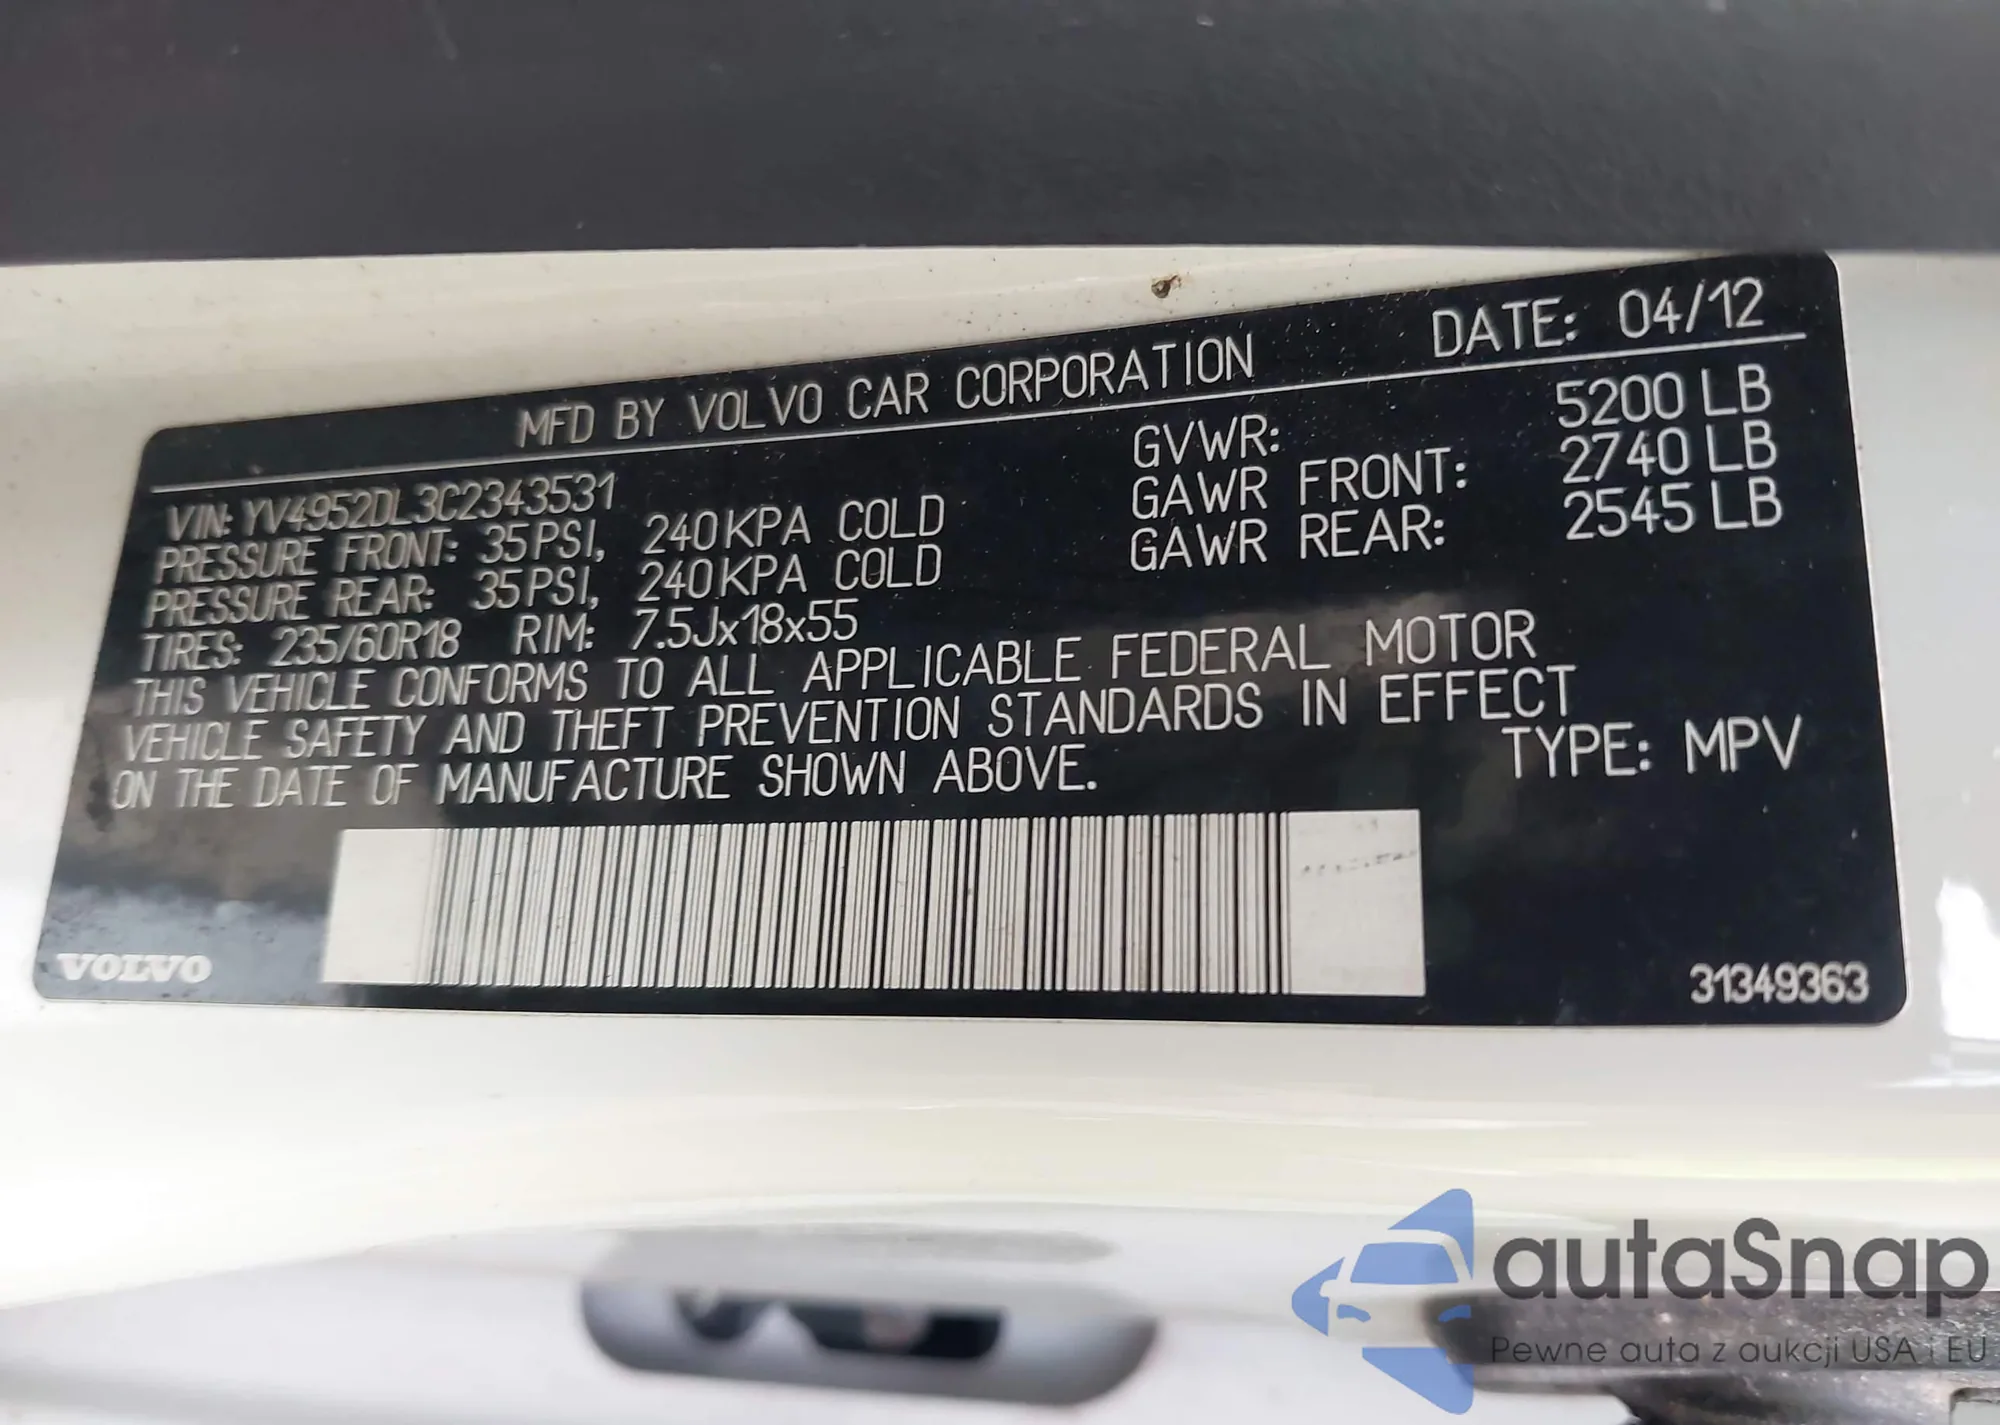 MFD BY VOLVO CAR CORPORATION DATE: 04/12
VIN: YV4952DL3C2343531 GVWR: 5200 LB
PRESSURE FRONT: 35PSI, 240KPA COLD GAWR FRONT: 2740 LB
PRESSURE REAR: 35PSI, 240KPA COLD GAWR REAR: 2545 LB
TIRES: 235/60R18 RIM: 7.5Jx18x55
THIS VEHICLE CONFORMS TO ALL APPLICABLE FEDERAL MOTOR
VEHICLE SAFETY AND THEFT PREVENTION STANDARDS IN EFFECT
ON THE DATE OF MANUFACTURE SHOWN ABOVE. TYPE: MPV
VOLVO 31349363
autaSnap
Pewne auta z aukcji USA i EU